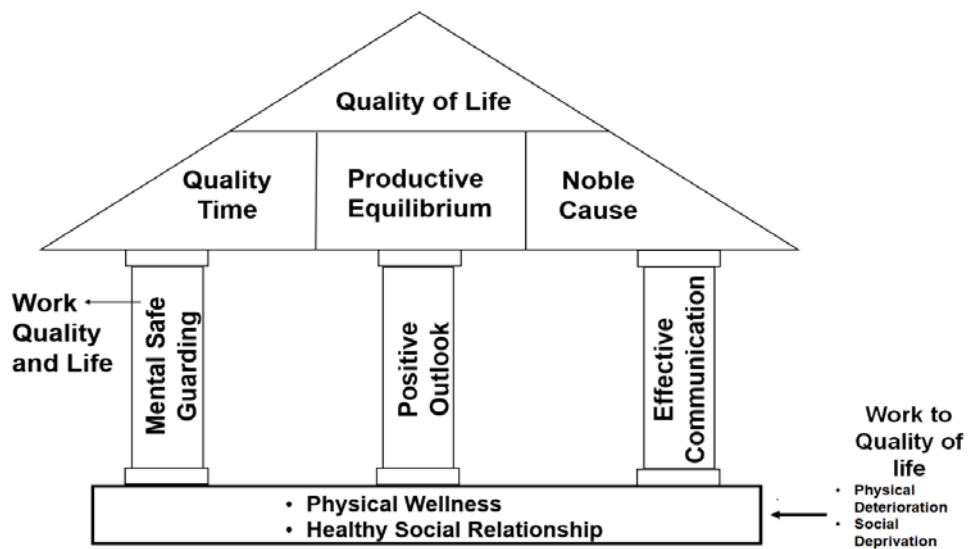 Quality of Life
Quality
Time
Productive
Equilibrium
Noble
Cause
Work
Quality
and Life
Mental Safe
Guarding
Positive
Outlook
Effective
Communication
• Physical Wellness
• Healthy Social Relationship
Work to
Quality of
life
• Physical
Deterioration
• Social
Deprivation